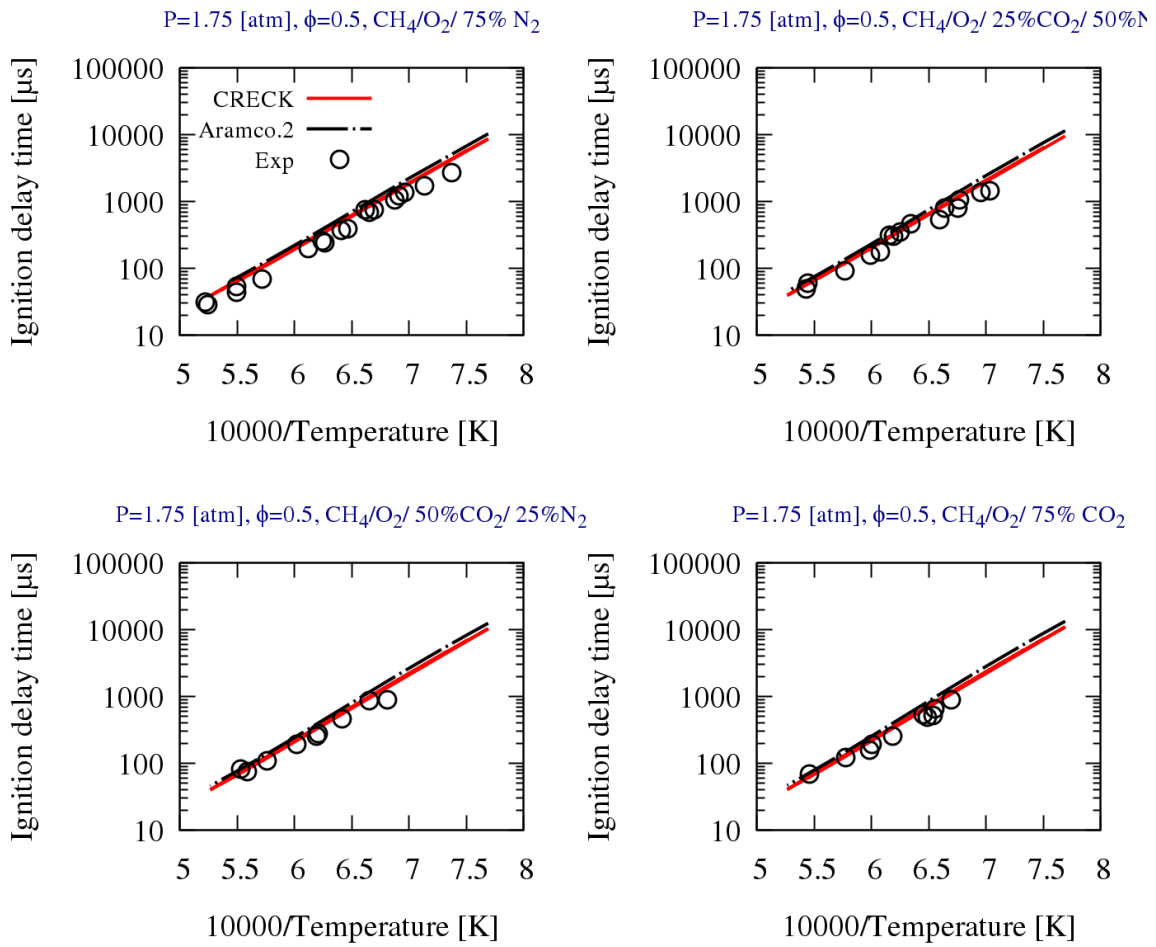 P=1.75 [atm], ϕ=0.5, CH₄/O₂/ 75% N₂
Ignition delay time [μs]
100000
10000
1000
100
10
CRECK
Aramco.2
Exp
5 5.5 6 6.5 7 7.5 8
10000/Temperature [K]
P=1.75 [atm], ϕ=0.5, CH₄/O₂/ 25%CO₂/ 50%N
Ignition delay time [μs]
100000
10000
1000
100
10
5 5.5 6 6.5 7 7.5 8
10000/Temperature [K]
P=1.75 [atm], ϕ=0.5, CH₄/O₂/ 50%CO₂/ 25%N₂
Ignition delay time [μs]
100000
10000
1000
100
10
5 5.5 6 6.5 7 7.5 8
10000/Temperature [K]
P=1.75 [atm], ϕ=0.5, CH₄/O₂/ 75% CO₂
Ignition delay time [μs]
100000
10000
1000
100
10
5 5.5 6 6.5 7 7.5 8
10000/Temperature [K]